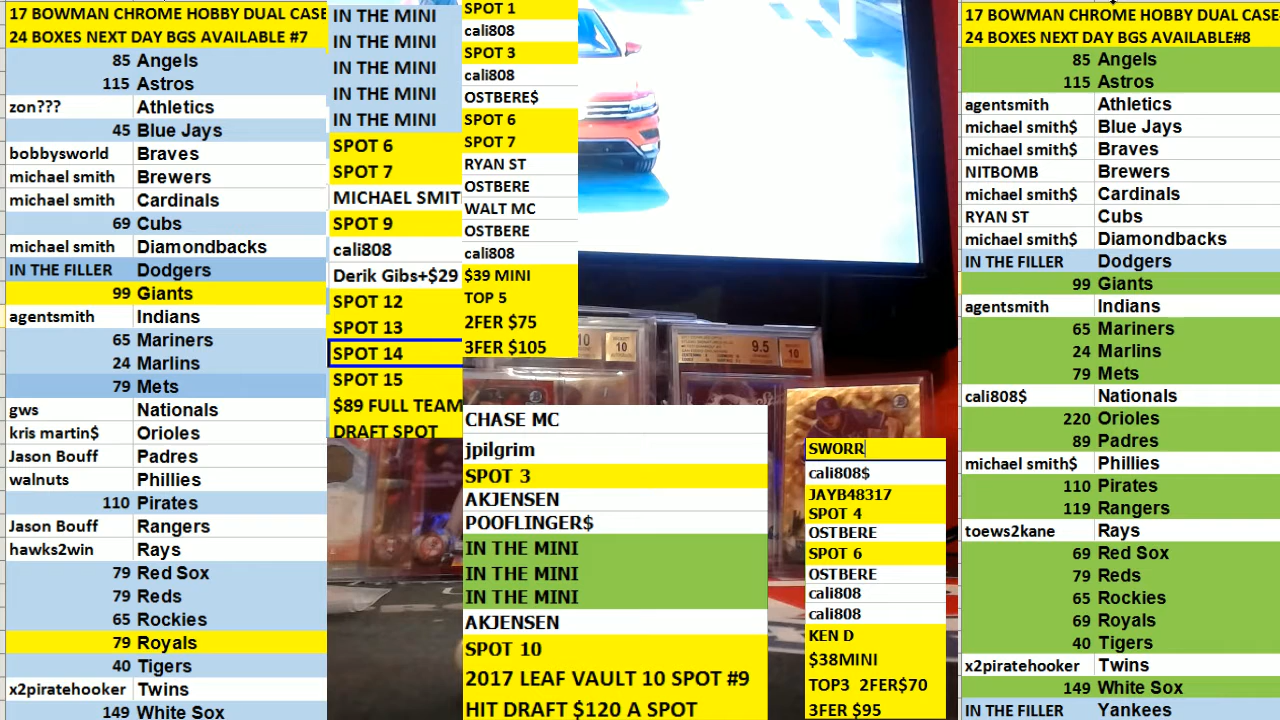 17 BOWMAN CHROME HOBBY DUAL CASE
24 BOXES NEXT DAY BGS AVAILABLE #7
85 Angels
115 Astros
zon??? Athletics
45 Blue Jays
bobbysworld Braves
michael smith Brewers
michael smith Cardinals
69 Cubs
michael smith Diamondbacks
IN THE FILLER Dodgers
99 Giants
agentsmith Indians
65 Mariners
24 Marlins
79 Mets
gws Nationals
kris martin$ Orioles
Jason Bouff Padres
walnuts Phillies
110 Pirates
Jason Bouff Rangers
hawks2win Rays
79 Red Sox
79 Reds
65 Rockies
79 Royals
40 Tigers
x2piratehooker Twins
149 White Sox
IN THE MINI
IN THE MINI
IN THE MINI
IN THE MINI
IN THE MINI
SPOT 6
SPOT 7
MICHAEL SMIT
SPOT 9
cali808
Derik Gibs+$29
SPOT 12
SPOT 13
SPOT 14
SPOT 15
$89 FULL TEAM
DRAFT SPOT
SPOT 1
cali808
SPOT 3
cali808
OSTBERE$
SPOT 6
SPOT 7
RYAN ST
OSTBERE
WALT MC
OSTBERE
cali808
$39 MINI
TOP 5
2FER $75
3FER $105
10
10
9.5
10
CHASE MC
jpilgrim
SPOT 3
AKJENSEN
POOFLINGER$
IN THE MINI
IN THE MINI
IN THE MINI
AKJENSEN
SPOT 10
2017 LEAF VAULT 10 SPOT #9
HIT DRAFT $120 A SPOT
SWORR
cali808$
JAYB48317
SPOT 4
OSTBERE
SPOT 6
OSTBERE
cali808
cali808
KEN D
$38MINI
TOP3 2FER$70
3FER $95
17 BOWMAN CHROME HOBBY DUAL CASE
24 BOXES NEXT DAY BGS AVAILABLE#8
85 Angels
115 Astros
agentsmith Athletics
michael smith$ Blue Jays
michael smith$ Braves
NITBOMB Brewers
michael smith$ Cardinals
RYAN ST Cubs
michael smith$ Diamondbacks
IN THE FILLER Dodgers
99 Giants
agentsmith Indians
65 Mariners
24 Marlins
79 Mets
cali808$ Nationals
220 Orioles
89 Padres
michael smith$ Phillies
110 Pirates
119 Rangers
toews2kane Rays
69 Red Sox
79 Reds
65 Rockies
69 Royals
40 Tigers
x2piratehooker Twins
149 White Sox
IN THE FILLER Yankees